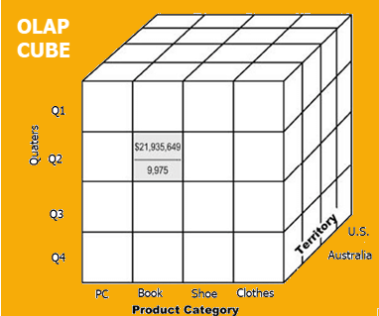 OLAP
CUBE
Q1
Quaters
Q2
$21,935,649
9,975
Q3
Q4
Territory
U.S.
Australia
PC Book Shoe Clothes
Product Category